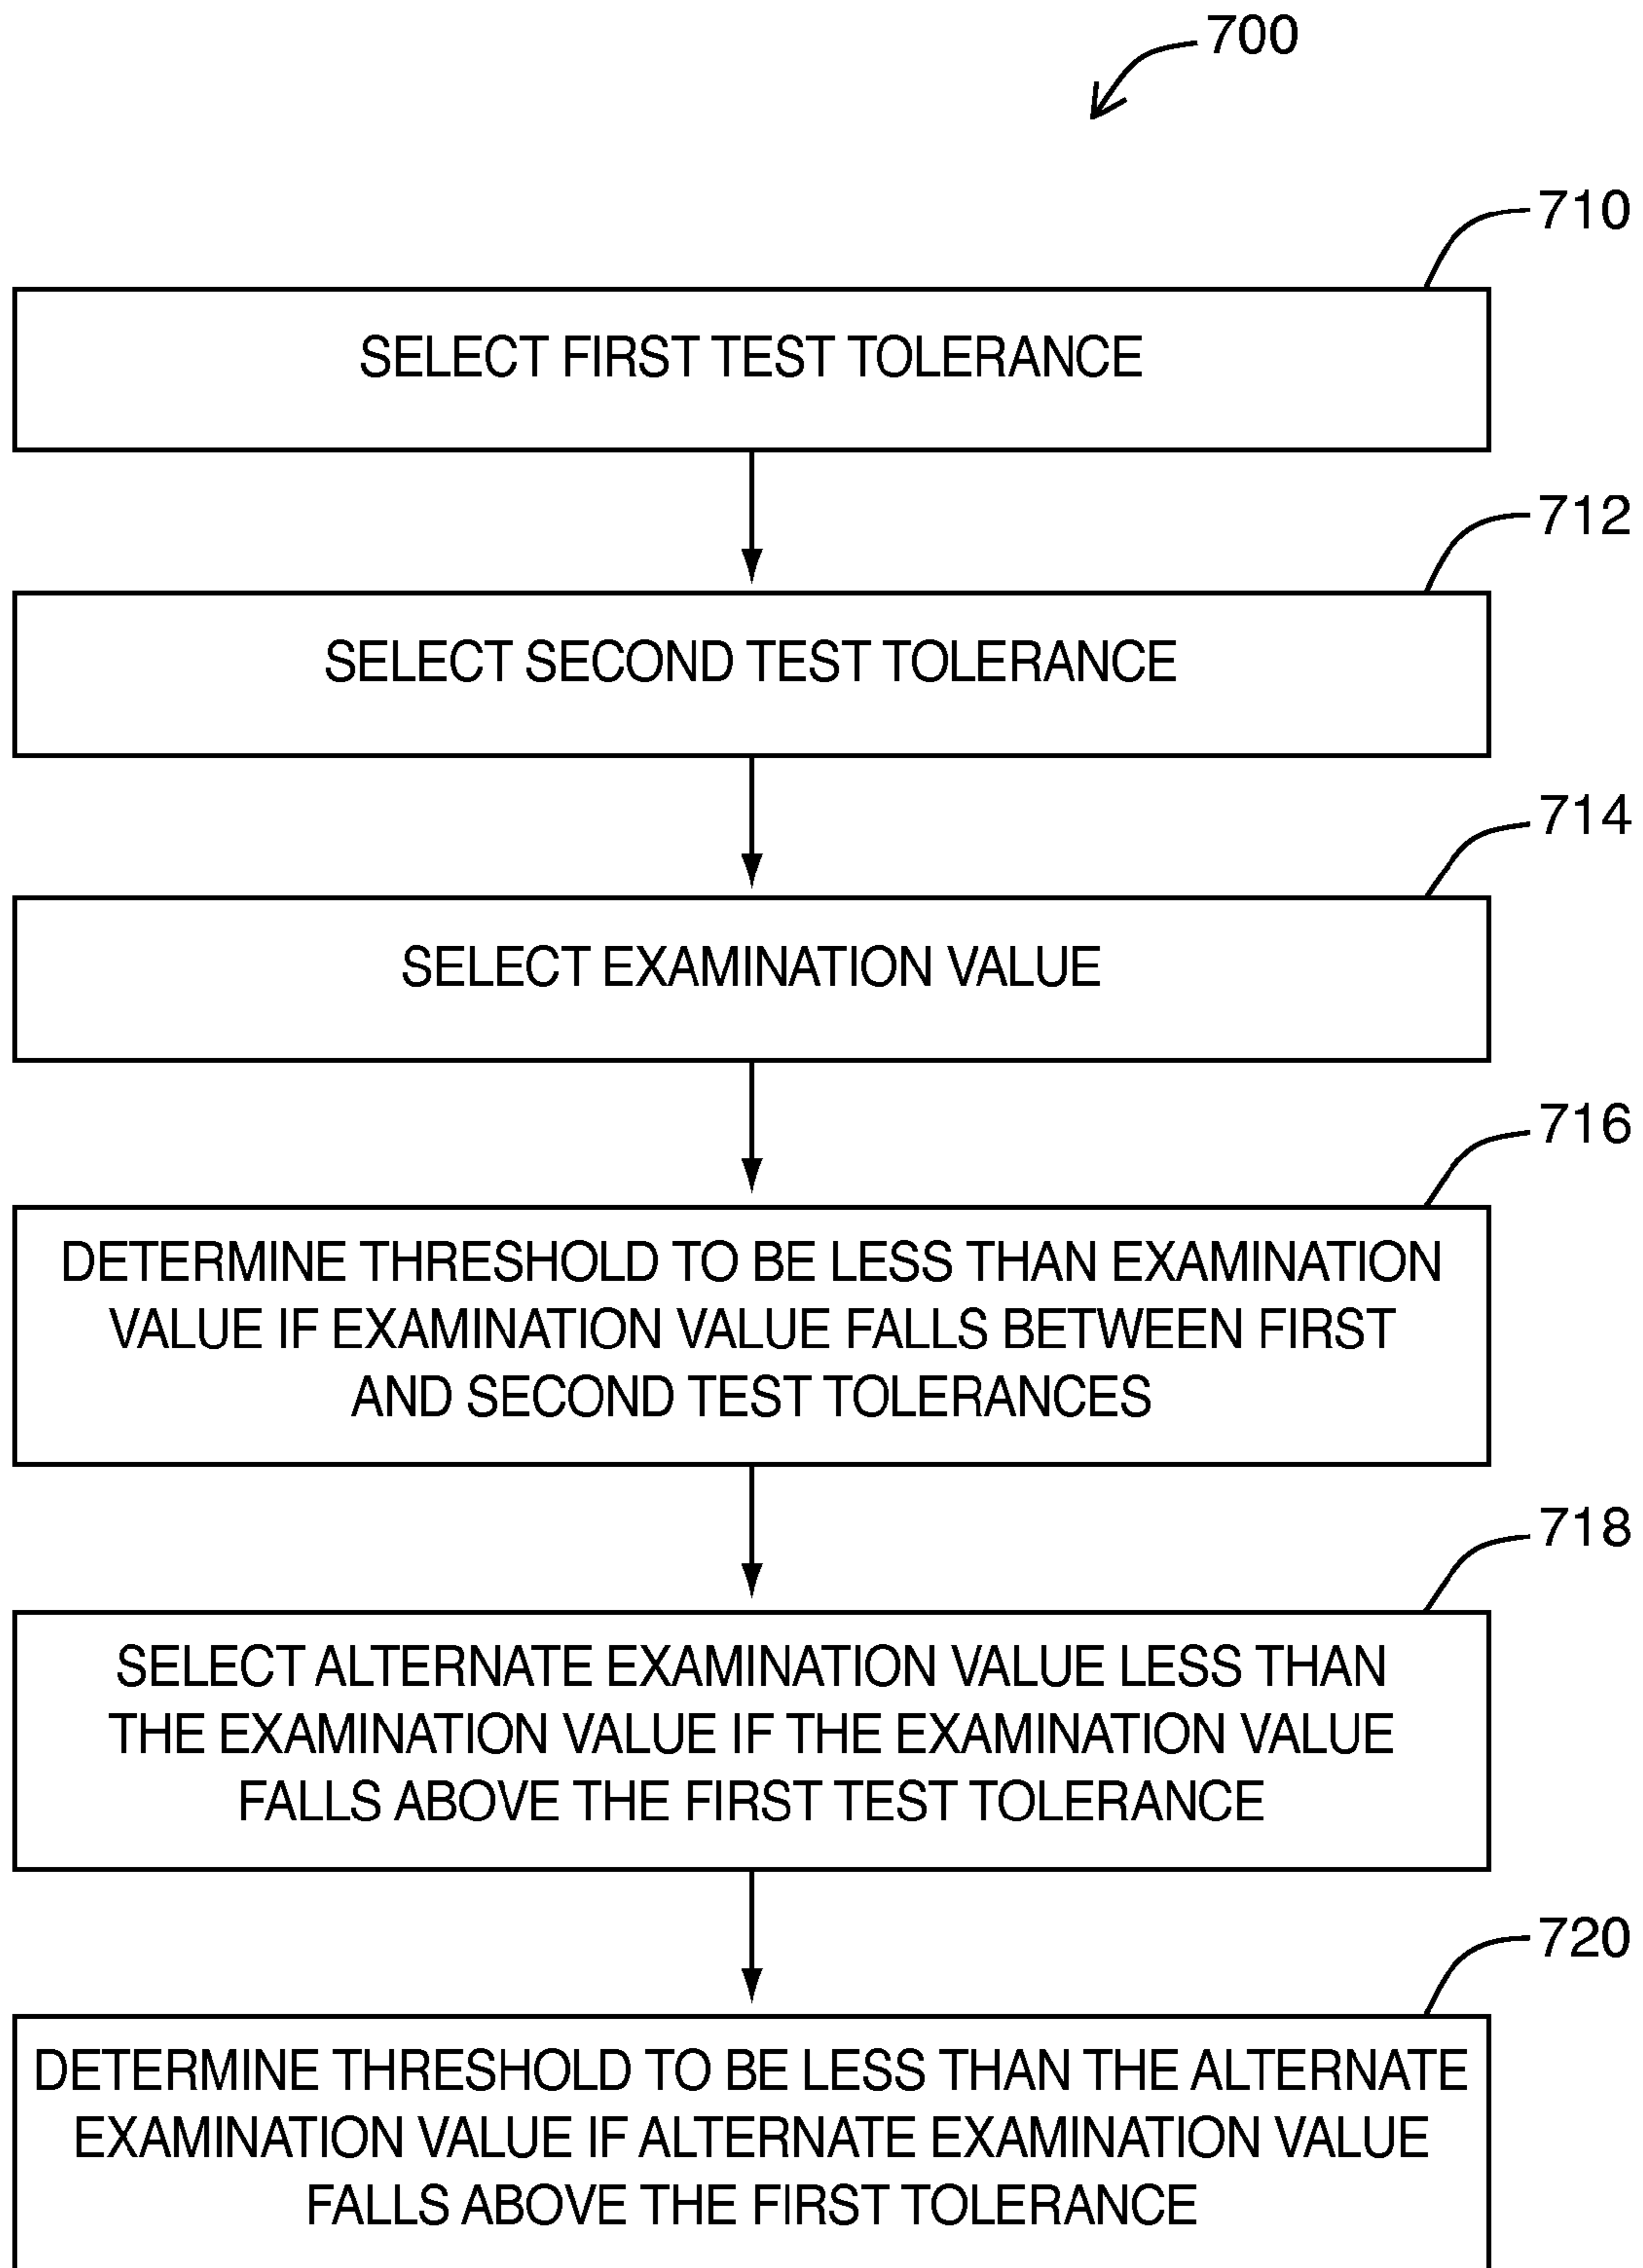 700
710
SELECT FIRST TEST TOLERANCE
712
SELECT SECOND TEST TOLERANCE
714
SELECT EXAMINATION VALUE
716
DETERMINE THRESHOLD TO BE LESS THAN EXAMINATION
VALUE IF EXAMINATION VALUE FALLS BETWEEN FIRST
AND SECOND TEST TOLERANCES
718
SELECT ALTERNATE EXAMINATION VALUE LESS THAN
THE EXAMINATION VALUE IF THE EXAMINATION VALUE
FALLS ABOVE THE FIRST TEST TOLERANCE
720
DETERMINE THRESHOLD TO BE LESS THAN THE ALTERNATE
EXAMINATION VALUE IF ALTERNATE EXAMINATION VALUE
FALLS ABOVE THE FIRST TOLERANCE